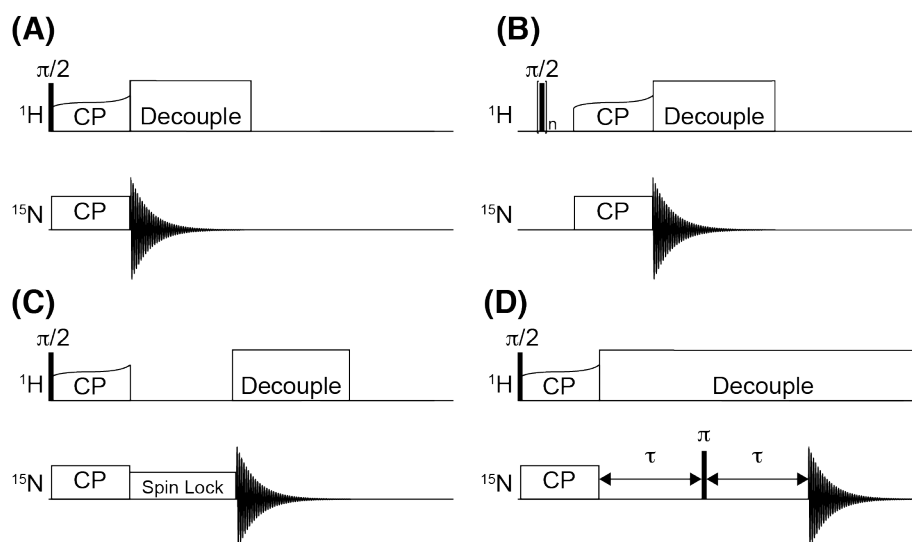 (A)
π/2
¹H CP Decouple
¹⁵N CP
(B)
π/2
¹H n CP Decouple
¹⁵N CP
(C)
π/2
¹H CP Decouple
¹⁵N CP Spin Lock
(D)
π/2
¹H CP Decouple
π
τ τ
¹⁵N CP